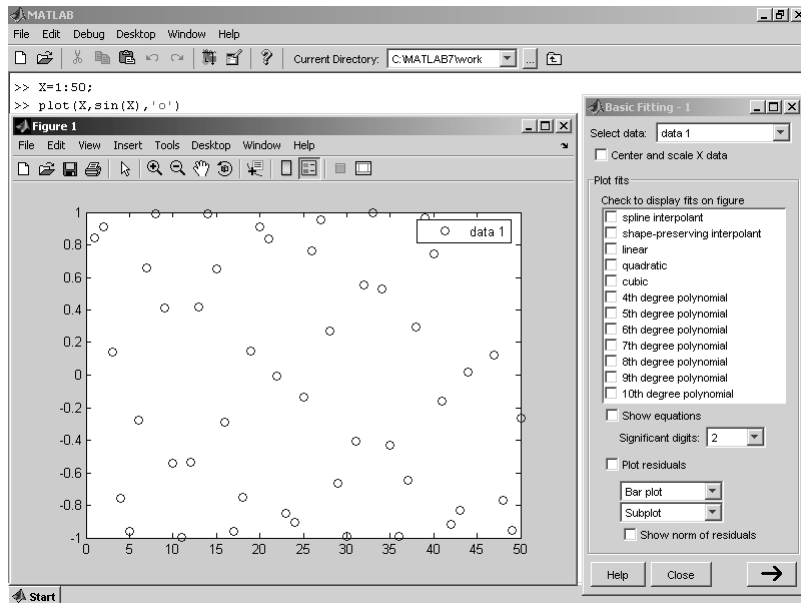 MATLAB
File Edit Debug Desktop Window Help
Current Directory: C:\MATLAB7\work ...
>> X=1:50;
>> plot(X,sin(X),'o')
Figure 1
File Edit View Insert Tools Desktop Window Help
data 1
1
0.8
0.6
0.4
0.2
0
-0.2
-0.4
-0.6
-0.8
-1
0 5 10 15 20 25 30 35 40 45 50
Basic Fitting - 1
Select data: data 1
Center and scale X data
Plot fits
Check to display fits on figure
spline interpolant
shape-preserving interpolant
linear
quadratic
cubic
4th degree polynomial
5th degree polynomial
6th degree polynomial
7th degree polynomial
8th degree polynomial
9th degree polynomial
10th degree polynomial
Show equations
Significant digits: 2
Plot residuals
Bar plot
Subplot
Show norm of residuals
Help Close
Start